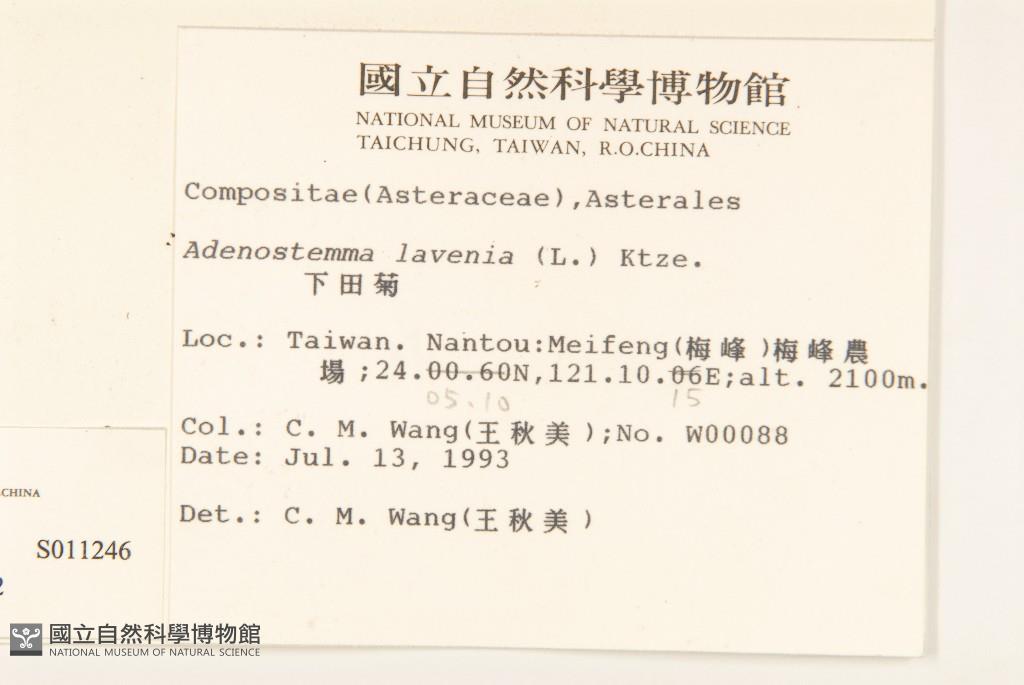 國立自然科學博物館
NATIONAL MUSEUM OF NATURAL SCIENCE
TAICHUNG, TAIWAN, R.O.CHINA
Compositae(Asteraceae),Asterales
Adenostemma lavenia (L.) Ktze.
下田菊
Loc.: Taiwan. Nantou:Meifeng(梅峰)梅峰農
場;24.00.60N,121.10.06E;alt. 2100m.
05.10 15
Col.: C. M. Wang(王秋美);No. W00088
Date: Jul. 13, 1993
Det.: C. M. Wang(王秋美)
.CHINA
S011246
2
國立自然科學博物館
NATIONAL MUSEUM OF NATURAL SCIENCE